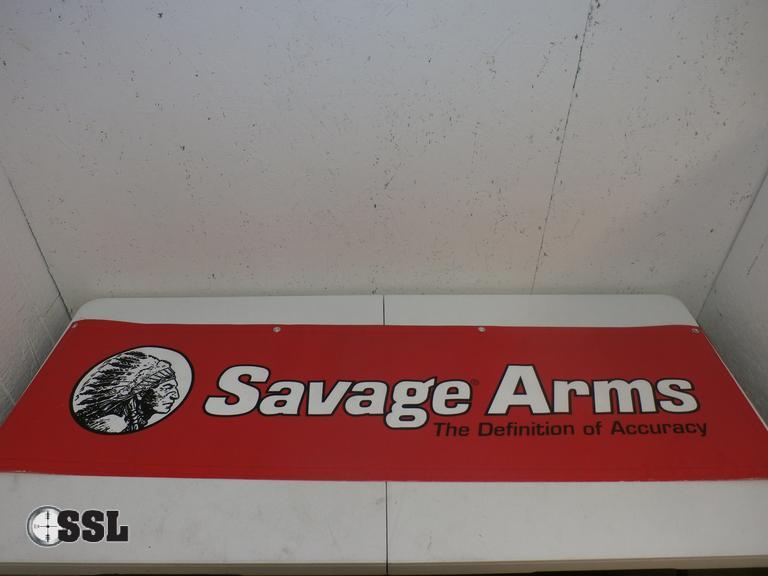 Savage® Arms
The Definition of Accuracy
SSL